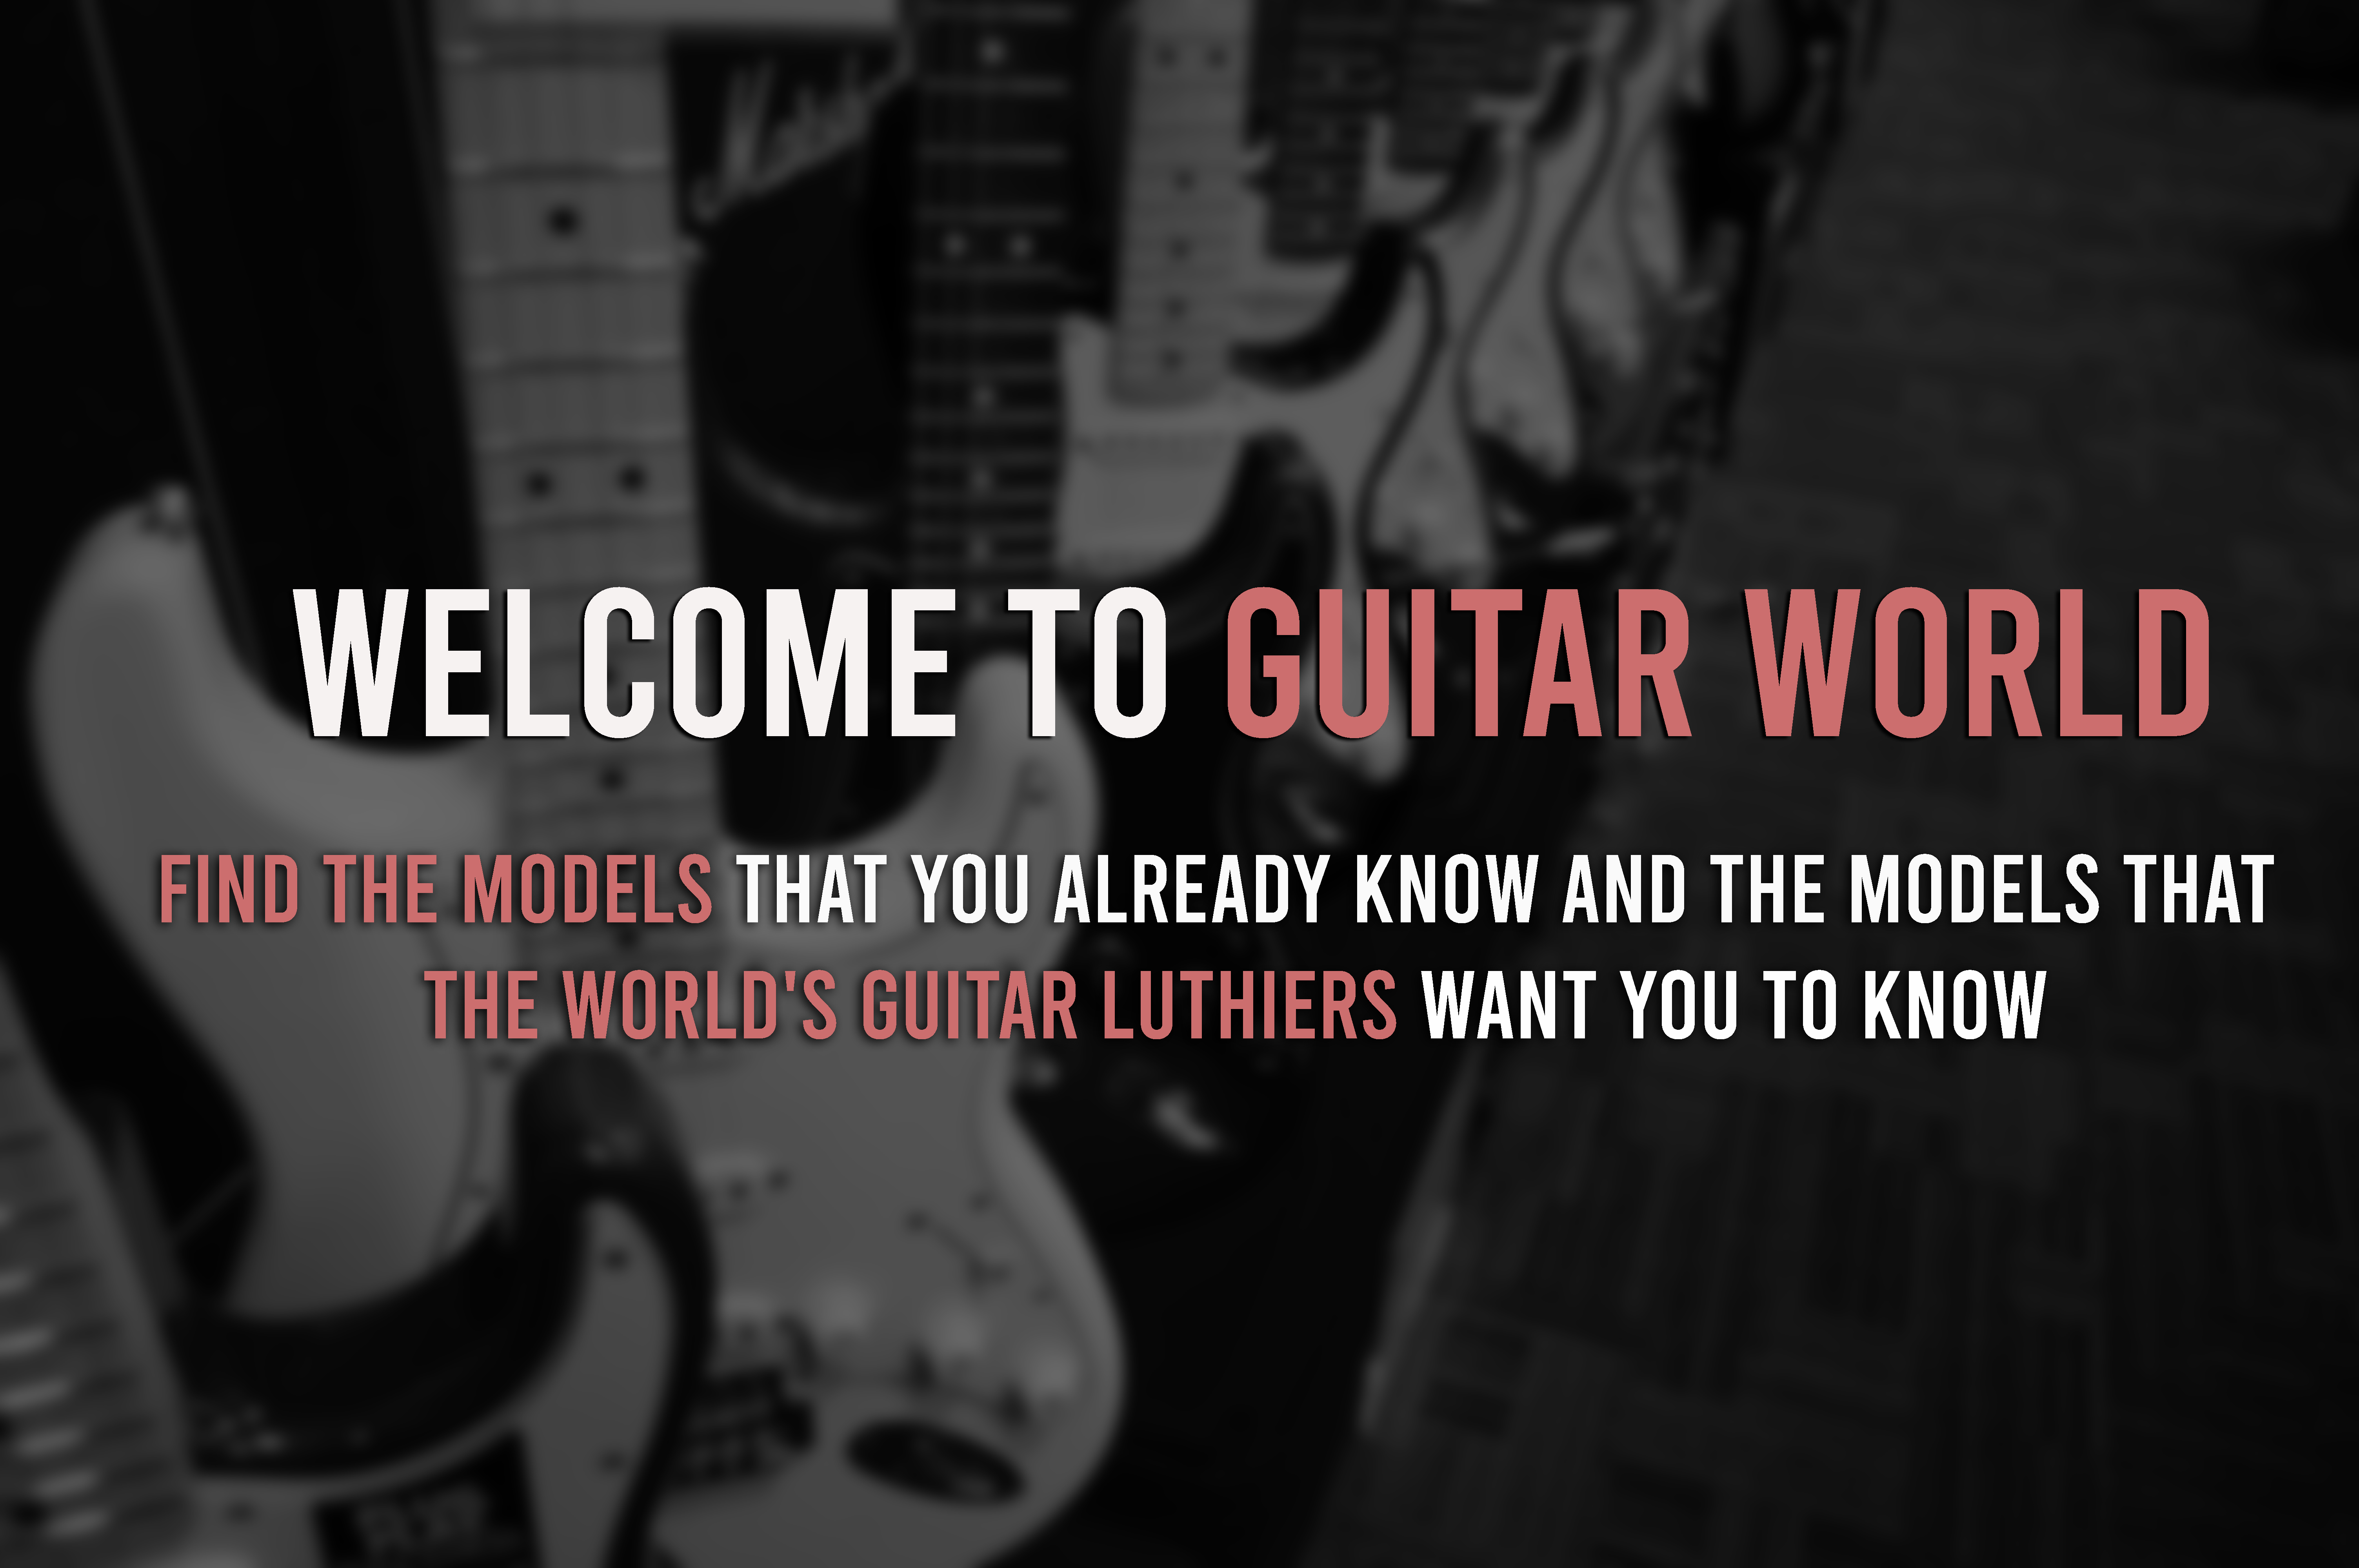 WELCOME TO GUITAR WORLD
FIND THE MODELS THAT YOU ALREADY KNOW AND THE MODELS THAT
THE WORLD'S GUITAR LUTHIERS WANT YOU TO KNOW